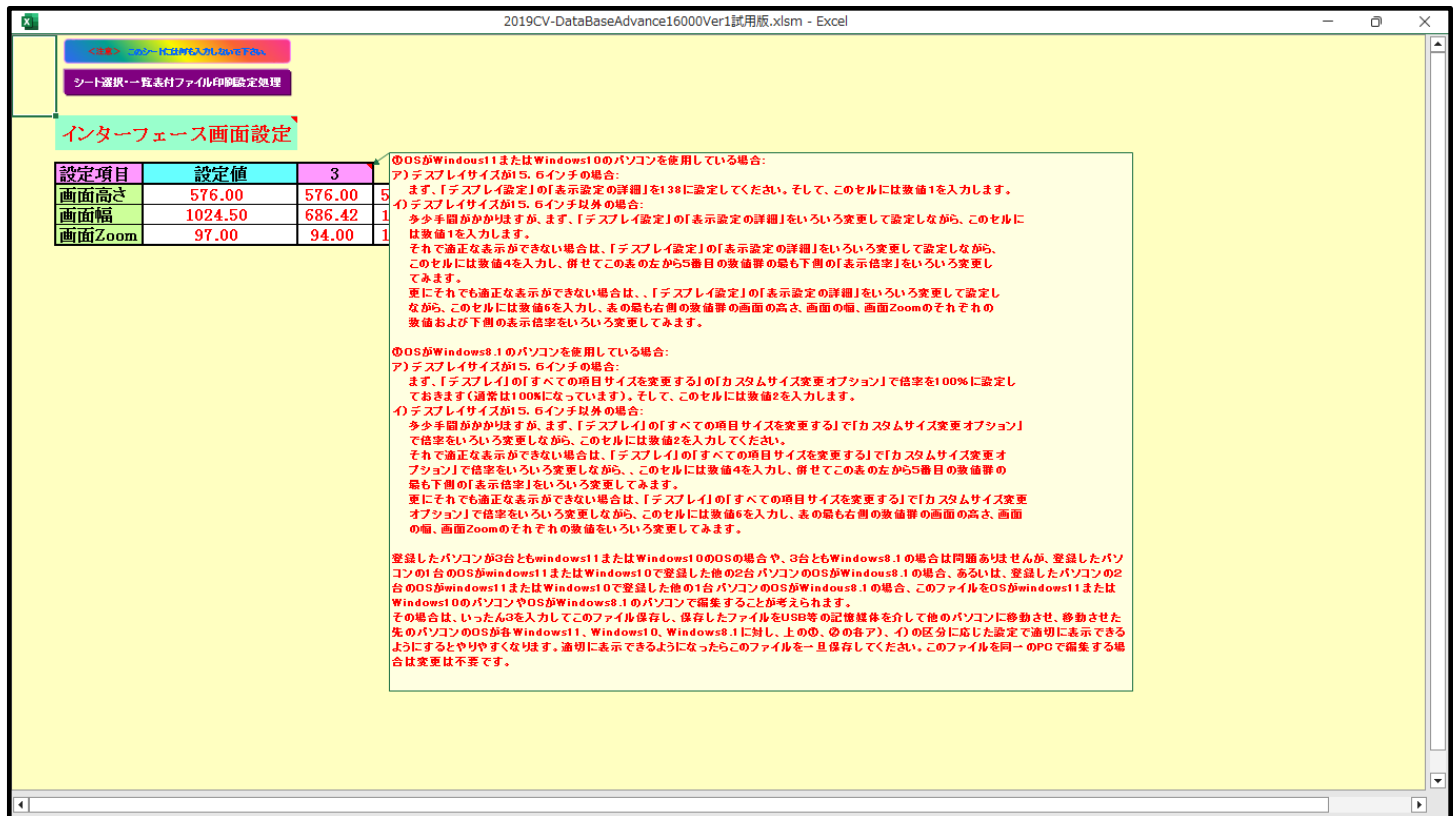 2019CV-DataBaseAdvance16000Ver1試用版.xlsm - Excel
<注意> このシートには何も入力しないで下さい。
シート選択・一覧表付ファイル印刷設定処理
インターフェース画面設定
設定項目 設定値 3
画面高さ 576.00 576.00 5
画面幅 1024.50 686.42 1
画面Zoom 97.00 94.00 1
①OSがWindous11またはWindows10のパソコンを使用している場合:
ア)デスプレイサイズが15.6インチの場合:
まず、「デスプレイ設定」の「表示設定の詳細」を138に設定してください。そして、このセルには数値1を入力します。
イ)デスプレイサイズが15.6インチ以外の場合:
多少手間がかかりますが、まず、「デスプレイ設定」の「表示設定の詳細」をいろいろ変更して設定しながら、このセルに
は数値1を入力します。
それで適正な表示ができない場合は、「デスプレイ設定」の「表示設定の詳細」をいろいろ変更して設定しながら、
このセルには数値4を入力し、併せてこの表の左から5番目の数値群の最も下側の「表示倍率」をいろいろ変更し
てみます。
更にそれでも適正な表示ができない場合は、、「デスプレイ設定」の「表示設定の詳細」をいろいろ変更して設定し
ながら、このセルには数値6を入力し、表の最も右側の数値群の画面の高さ、画面の幅、画面Zoomのそれぞれの
数値および下側の表示倍率をいろいろ変更してみます。
①OSがWindows8.1のパソコンを使用している場合:
ア)デスプレイサイズが15.6インチの場合:
まず、「デスプレイ」の「すべての項目サイズを変更する」の「カスタムサイズ変更オプション」で倍率を100%に設定し
ておきます(通常は100%になっています)。そして、このセルには数値2を入力します。
イ)デスプレイサイズが15.6インチ以外の場合:
多少手間がかかりますが、まず、「デスプレイ」の「すべての項目サイズを変更する」で「カスタムサイズ変更オプション」
で倍率をいろいろ変更しながら、このセルには数値2を入力してください。
それで適正な表示ができない場合は、「デスプレイ」の「すべての項目サイズを変更する」で「カスタムサイズ変更オ
プション」で倍率をいろいろ変更しながら、、このセルには数値4を入力し、併せてこの表の左から5番目の数値群の
最も下側の「表示倍率」をいろいろ変更してみます。
更にそれでも適正な表示ができない場合は、「デスプレイ」の「すべての項目サイズを変更する」で「カスタムサイズ変更
オプション」で倍率をいろいろ変更しながら、このセルには数値6を入力し、表の最も右側の数値群の画面の高さ、画面
の幅、画面Zoomのそれぞれの数値をいろいろ変更してみます。
登録したパソコンが3台ともwindows11またはWindows10のOSの場合や、3台ともWindows8.1の場合は問題ありませんが、登録したパソ
コンの1台のOSがwindows11またはWindows10で登録した他の2台パソコンのOSがWindous8.1の場合、あるいは、登録したパソコンの2
台のOSがwindows11またはWindows10で登録した他の1台パソコンのOSがWindous8.1の場合、このファイルをOSがwindows11または
Windows10のパソコンやOSがWindows8.1のパソコンで編集することが考えられます。
その場合は、いったん3を入力してこのファイル保存し、保存したファイルをUSB等の記憶媒体を介して他のパソコンに移動させ、移動させた
先のパソコンのOSが各Windows11、Windows10、Windows8.1に対し、上の①、②の各ア)、イ)の区分に応じた設定で適切に表示できる
ようにするとやりやすくなります。適切に表示できるようになったらこのファイルを一旦保存してください。このファイルを同一のPCで編集する場
合は変更は不要です。